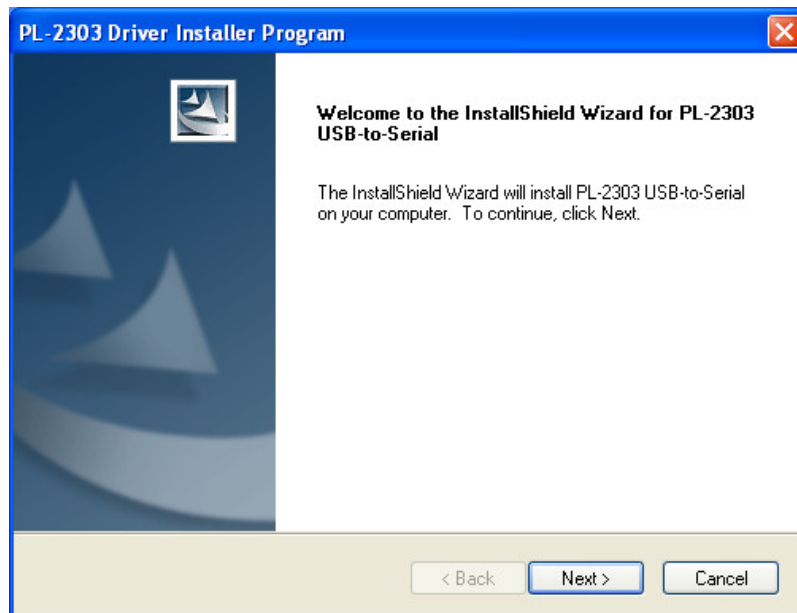 PL-2303 Driver Installer Program
Welcome to the InstallShield Wizard for PL-2303
USB-to-Serial
The InstallShield Wizard will install PL-2303 USB-to-Serial
on your computer.  To continue, click Next.
< Back
Next >
Cancel